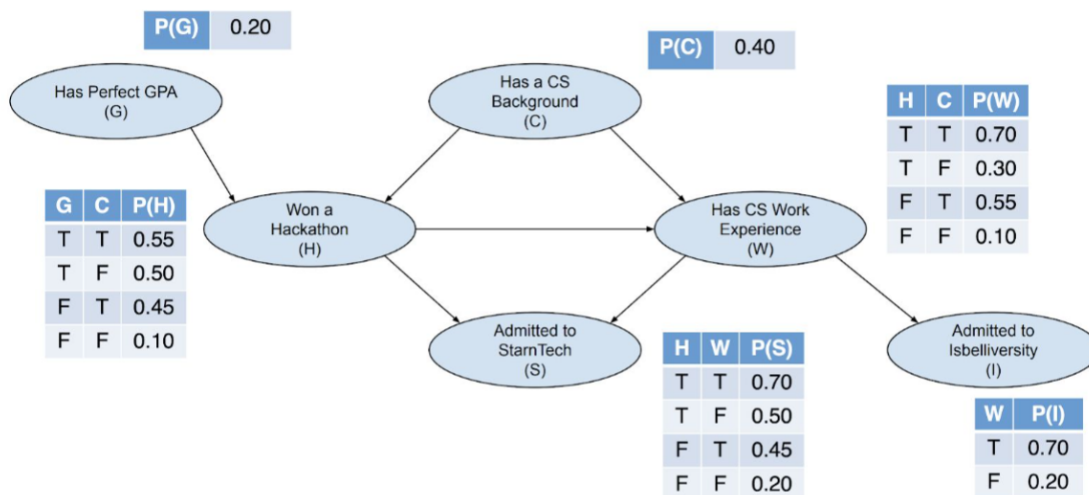 P(G) 0.20
P(C) 0.40
Has Perfect GPA
(G)
Has a CS
Background
(C)
H C P(W)
T T 0.70
T F 0.30
F T 0.55
F F 0.10
G C P(H)
T T 0.55
T F 0.50
F T 0.45
F F 0.10
Won a
Hackathon
(H)
Has CS Work
Experience
(W)
Admitted to
StarnTech
(S)
H W P(S)
T T 0.70
T F 0.50
F T 0.45
F F 0.20
Admitted to
Isbelliversity
(I)
W P(I)
T 0.70
F 0.20